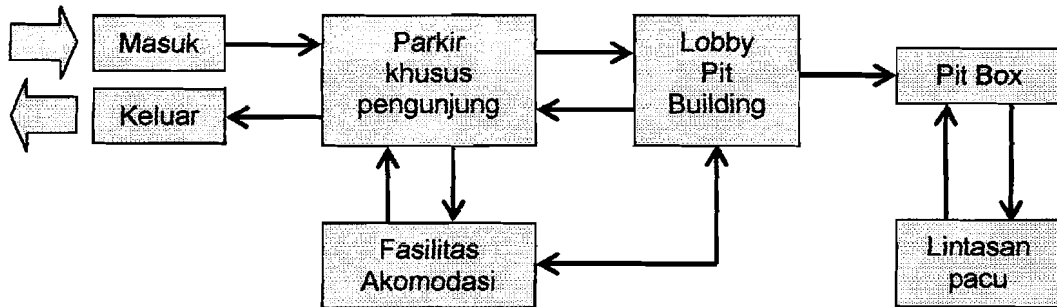 Masuk
Keluar
Parkir
khusus
pengunjung
Lobby
Pit
Building
Pit Box
Fasilitas
Akomodasi
Lintasan
pacu